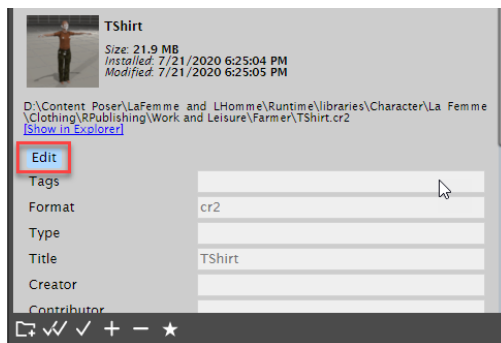 TShirt
Size: 21.9 MB
Installed: 7/21/2020 6:25:04 PM
Modified: 7/21/2020 6:25:05 PM
D:\Content Poser\LaFemme and LHomme\Runtime\libraries\Character\La Femme
\Clothing\RPublishing\Work and Leisure\Farmer\TShirt.cr2
[Show in Explorer]
Edit
Tags
Format cr2
Type
Title TShirt
Creator
Contributor